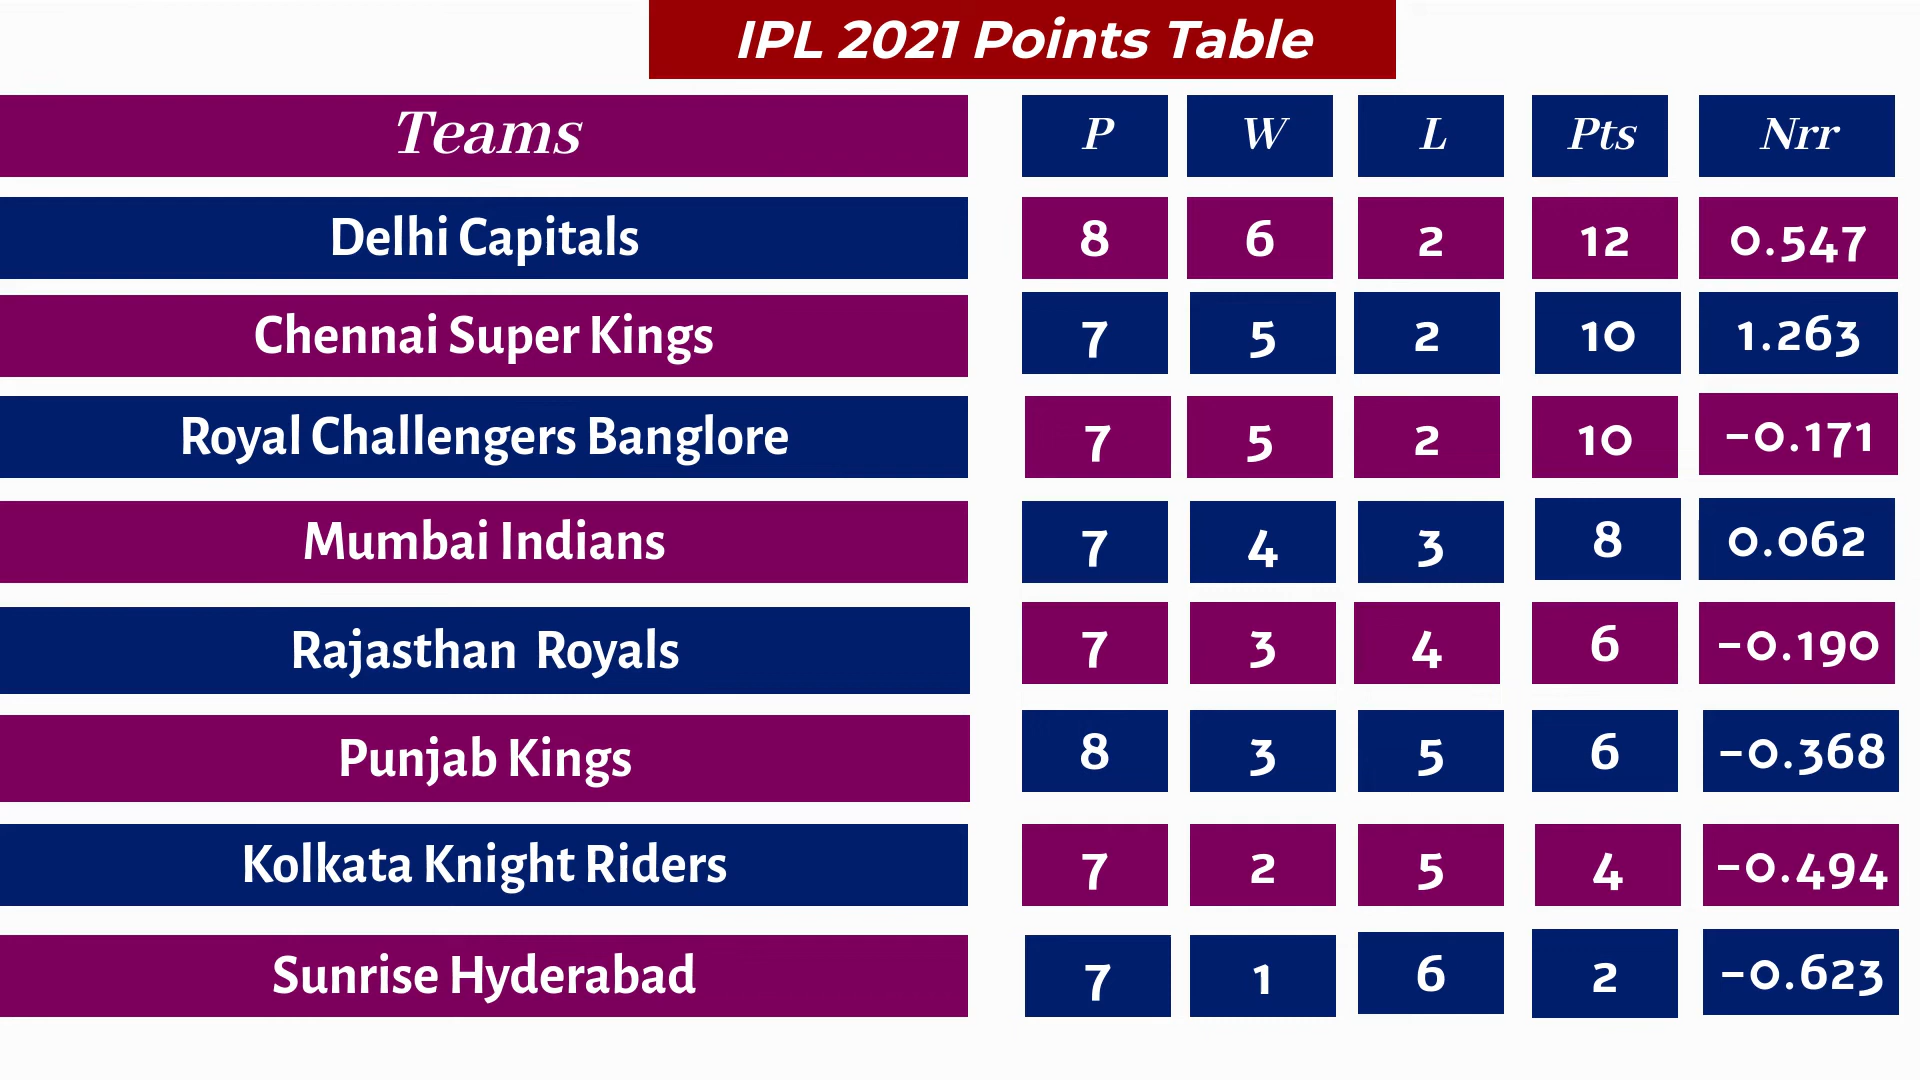 IPL 2021 Points Table
Teams P W L Pts Nrr
Delhi Capitals 8 6 2 12 0.547
Chennai Super Kings 7 5 2 10 1.263
Royal Challengers Banglore 7 5 2 10 -0.171
Mumbai Indians 7 4 3 8 0.062
Rajasthan Royals 7 3 4 6 -0.190
Punjab Kings 8 3 5 6 -0.368
Kolkata Knight Riders 7 2 5 4 -0.494
Sunrise Hyderabad 7 1 6 2 -0.623